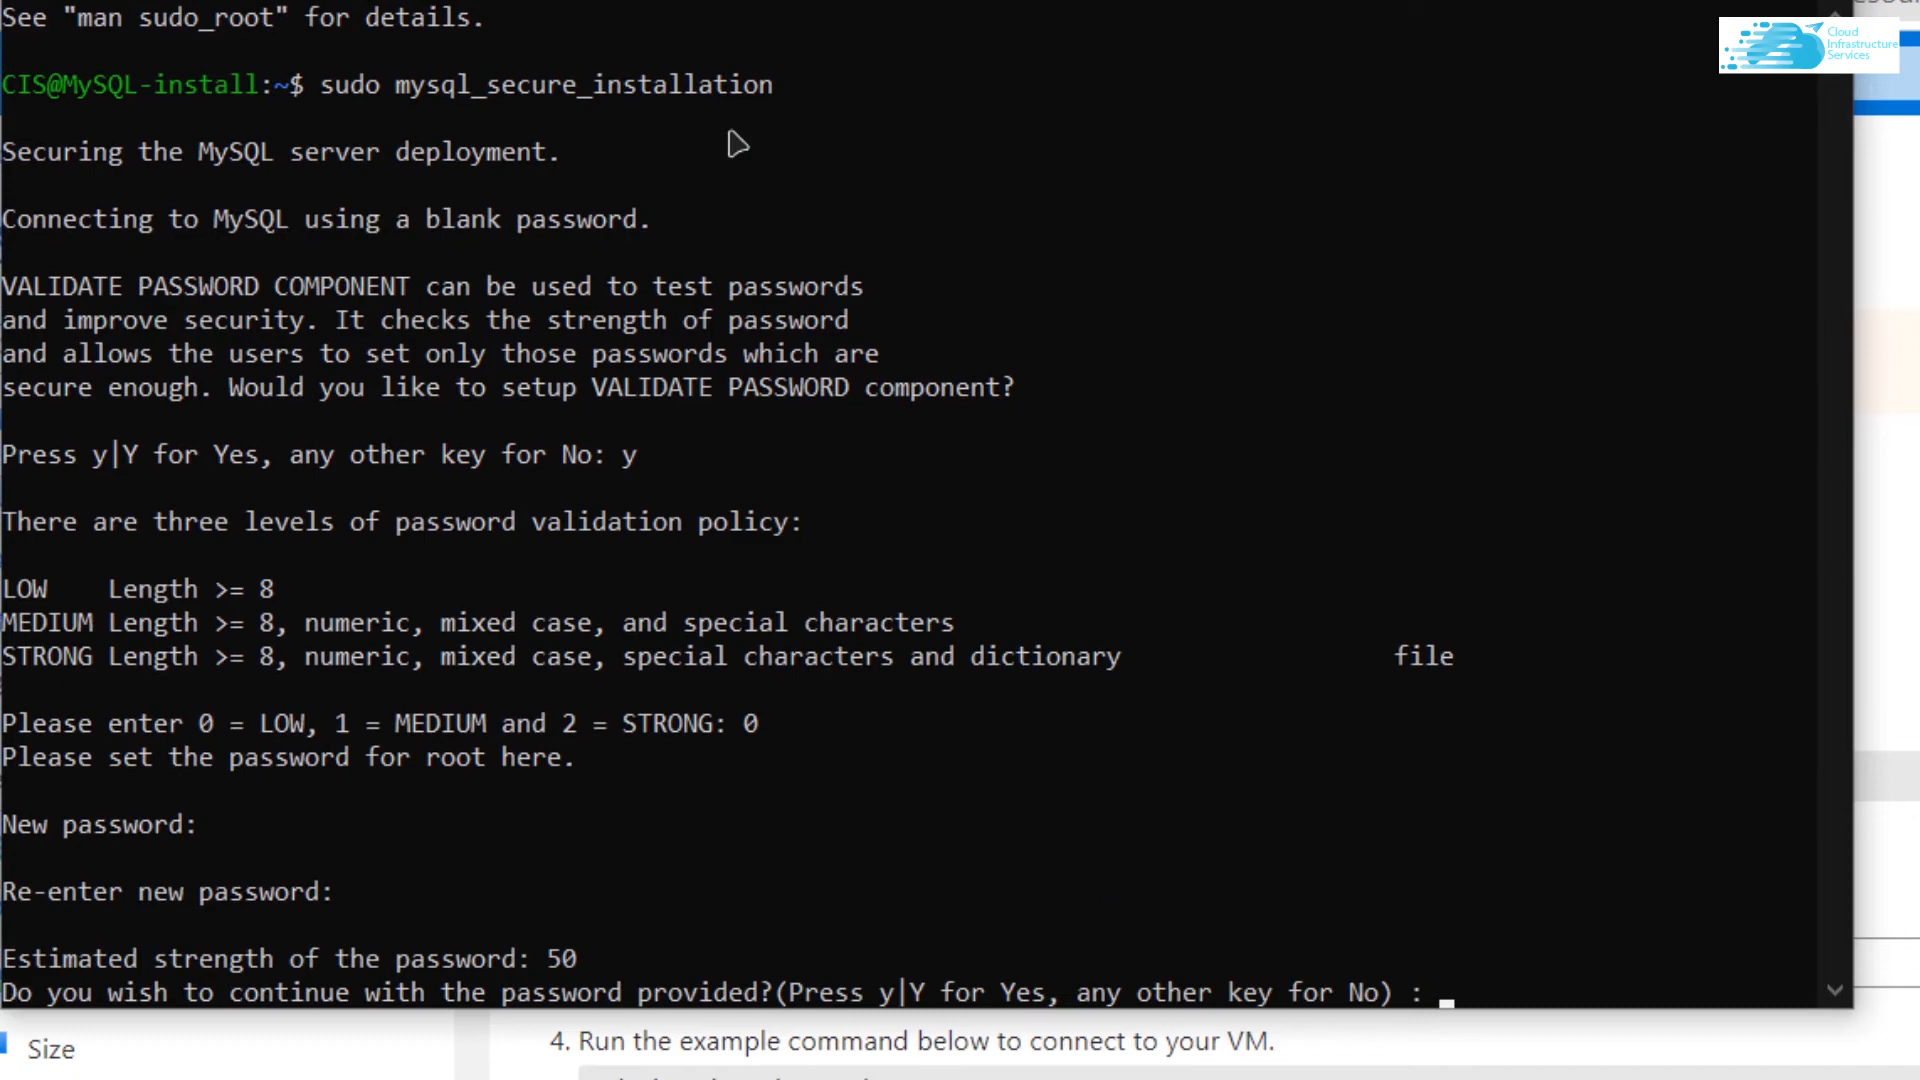 See "man sudo_root" for details.
Cloud
Infrastructure
Services
CIS@MySQL-install:~$ sudo mysql_secure_installation
Securing the MySQL server deployment.
Connecting to MySQL using a blank password.
VALIDATE PASSWORD COMPONENT can be used to test passwords
and improve security. It checks the strength of password
and allows the users to set only those passwords which are
secure enough. Would you like to setup VALIDATE PASSWORD component?
Press y|Y for Yes, any other key for No: y
There are three levels of password validation policy:
LOW    Length >= 8
MEDIUM Length >= 8, numeric, mixed case, and special characters
STRONG Length >= 8, numeric, mixed case, special characters and dictionary                  file
Please enter 0 = LOW, 1 = MEDIUM and 2 = STRONG: 0
Please set the password for root here.
New password:
Re-enter new password:
Estimated strength of the password: 50
Do you wish to continue with the password provided?(Press y|Y for Yes, any other key for No) :
Size
4. Run the example command below to connect to your VM.